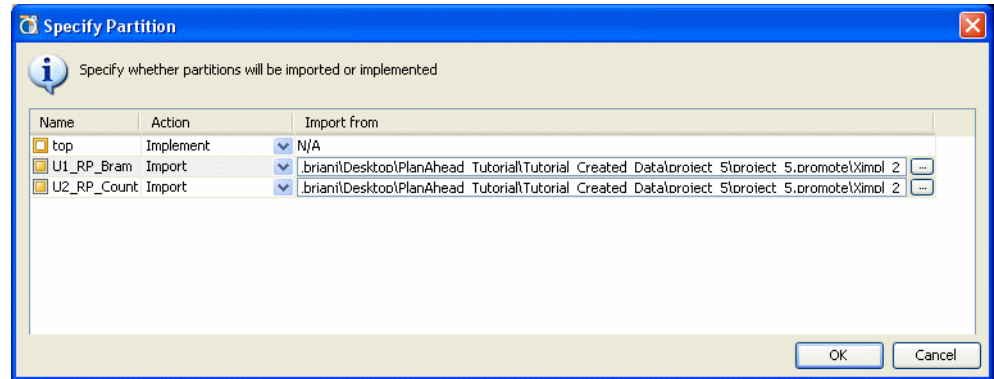 Specify Partition
Specify whether partitions will be imported or implemented
Name Action Import from
top Implement N/A
U1_RP_Bram Import .briani\Desktop\PlanAhead_Tutorial\Tutorial_Created_Data\project_5\project_5.promote\Ximpl_2 ...
U2_RP_Count Import .briani\Desktop\PlanAhead_Tutorial\Tutorial_Created_Data\project_5\project_5.promote\Ximpl_2 ...
OK Cancel